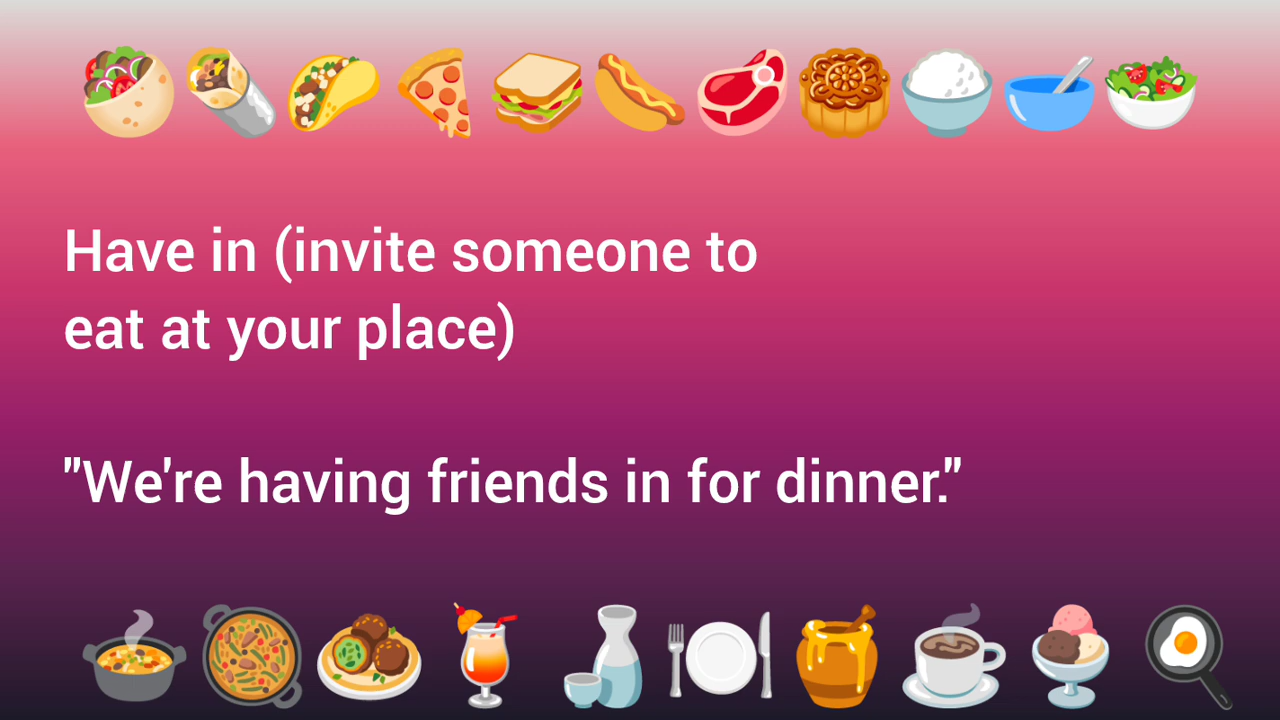 Have in (invite someone to
eat at your place)
"We're having friends in for dinner."